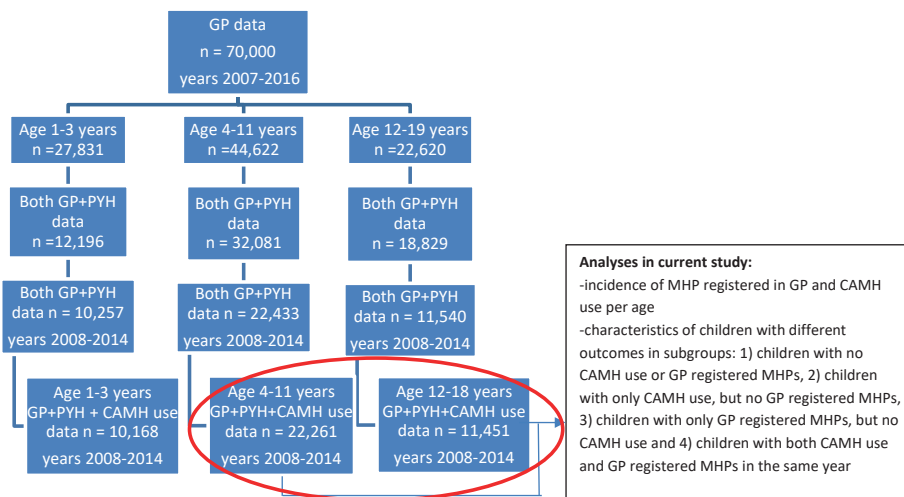 GP data
n = 70,000
years 2007-2016
Age 1-3 years
n =27,831
Age 4-11 years
n =44,622
Age 12-19 years
n =22,620
Both GP+PYH
data
n =12,196
Both GP+PYH
data
n = 32,081
Both GP+PYH
data
n = 18,829
Both GP+PYH
data n = 10,257
years 2008-2014
Both GP+PYH
data n = 22,433
years 2008-2014
Both GP+PYH
data n = 11,540
years 2008-2014
Age 1-3 years
GP+PYH + CAMH use
data n = 10,168
years 2008-2014
Age 4-11 years
GP+PYH+CAMH use
data n = 22,261
years 2008-2014
Age 12-18 years
GP+PYH+CAMH use
data n = 11,451
years 2008-2014
Analyses in current study:
-incidence of MHP registered in GP and CAMH
use per age
-characteristics of children with different
outcomes in subgroups: 1) children with no
CAMH use or GP registered MHPs, 2) children
with only CAMH use, but no GP registered MHPs,
3) children with only GP registered MHPs, but no
CAMH use and 4) children with both CAMH use
and GP registered MHPs in the same year